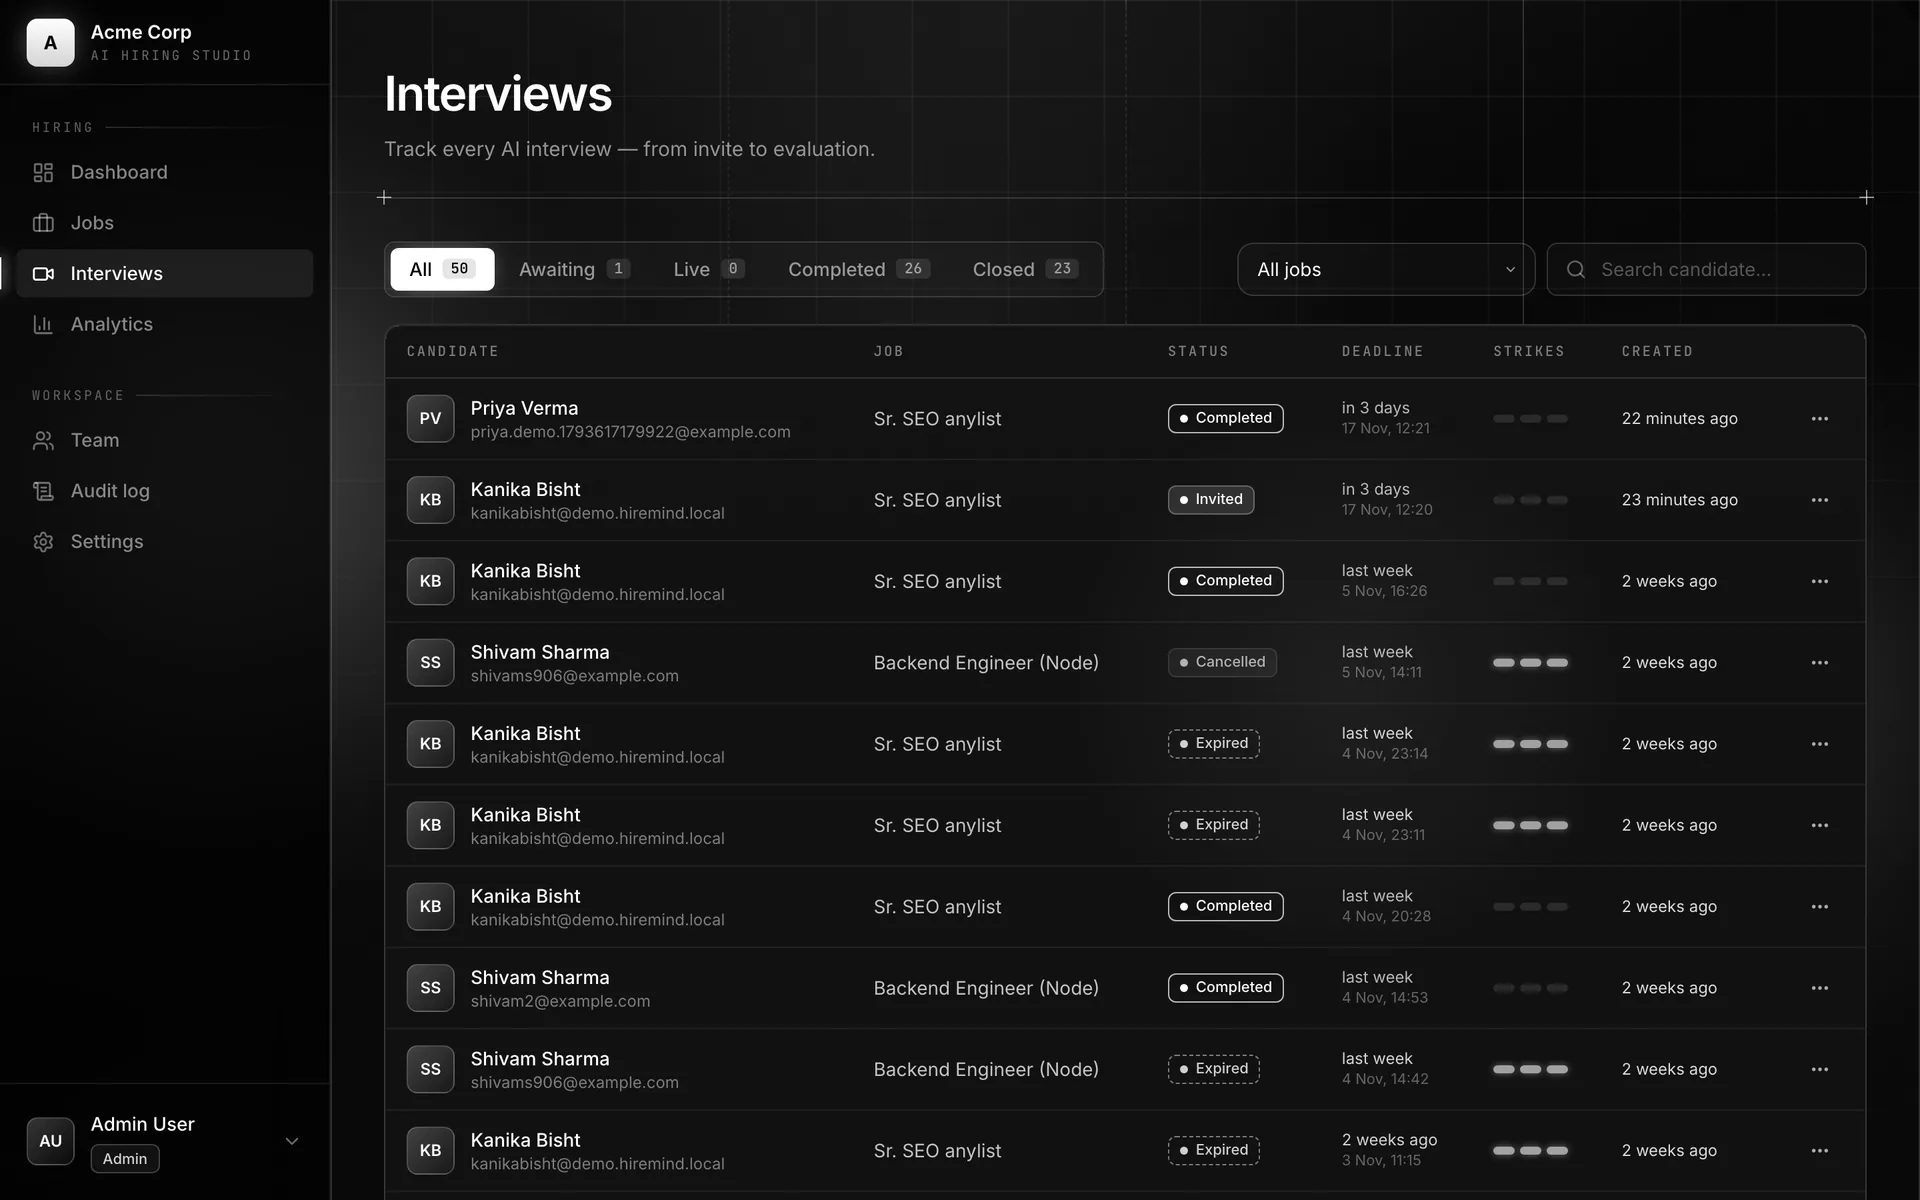 A
Acme Corp
AI HIRING STUDIO
HIRING
Dashboard
Jobs
Interviews
Analytics
WORKSPACE
Team
Audit log
Settings
AU
Admin User
Admin
Interviews
Track every AI interview — from invite to evaluation.
All 50 Awaiting 1 Live 0 Completed 26 Closed 23
All jobs
Search candidate...
CANDIDATE JOB STATUS DEADLINE STRIKES CREATED
PV Priya Verma Sr. SEO anylist Completed in 3 days 22 minutes ago
priya.demo.1793617179922@example.com 17 Nov, 12:21
KB Kanika Bisht Sr. SEO anylist Invited in 3 days 23 minutes ago
kanikabisht@demo.hiremind.local 17 Nov, 12:20
KB Kanika Bisht Sr. SEO anylist Completed last week 2 weeks ago
kanikabisht@demo.hiremind.local 5 Nov, 16:26
SS Shivam Sharma Backend Engineer (Node) Cancelled last week 2 weeks ago
shivams906@example.com 5 Nov, 14:11
KB Kanika Bisht Sr. SEO anylist Expired last week 2 weeks ago
kanikabisht@demo.hiremind.local 4 Nov, 23:14
KB Kanika Bisht Sr. SEO anylist Expired last week 2 weeks ago
kanikabisht@demo.hiremind.local 4 Nov, 23:11
KB Kanika Bisht Sr. SEO anylist Completed last week 2 weeks ago
kanikabisht@demo.hiremind.local 4 Nov, 20:28
SS Shivam Sharma Backend Engineer (Node) Completed last week 2 weeks ago
shivam2@example.com 4 Nov, 14:53
SS Shivam Sharma Backend Engineer (Node) Expired last week 2 weeks ago
shivams906@example.com 4 Nov, 14:42
KB Kanika Bisht Sr. SEO anylist Expired 2 weeks ago 2 weeks ago
kanikabisht@demo.hiremind.local 3 Nov, 11:15